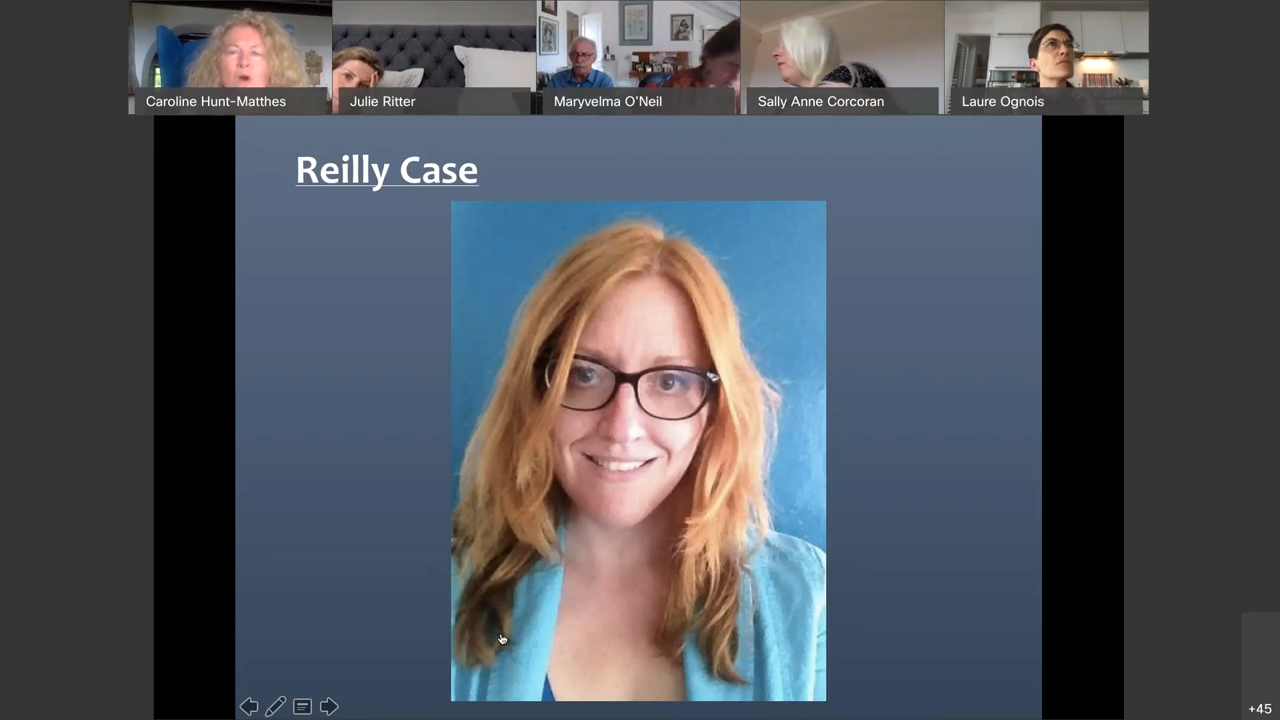 Caroline Hunt-Matthes
Julie Ritter
Maryvelma O'Neil
Sally Anne Corcoran
Laure Ognois
Reilly Case
+45